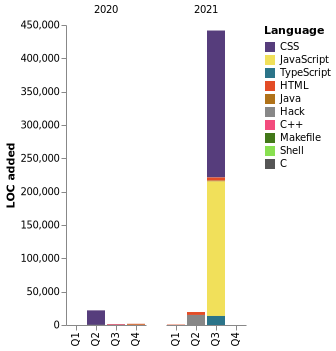 2020 2021
450,000
400,000
350,000
300,000
250,000
200,000
150,000
100,000
50,000
0
LOC added
Q1 Q2 Q3 Q4 Q1 Q2 Q3 Q4
Language
CSS
JavaScript
TypeScript
HTML
Java
Hack
C++
Makefile
Shell
C